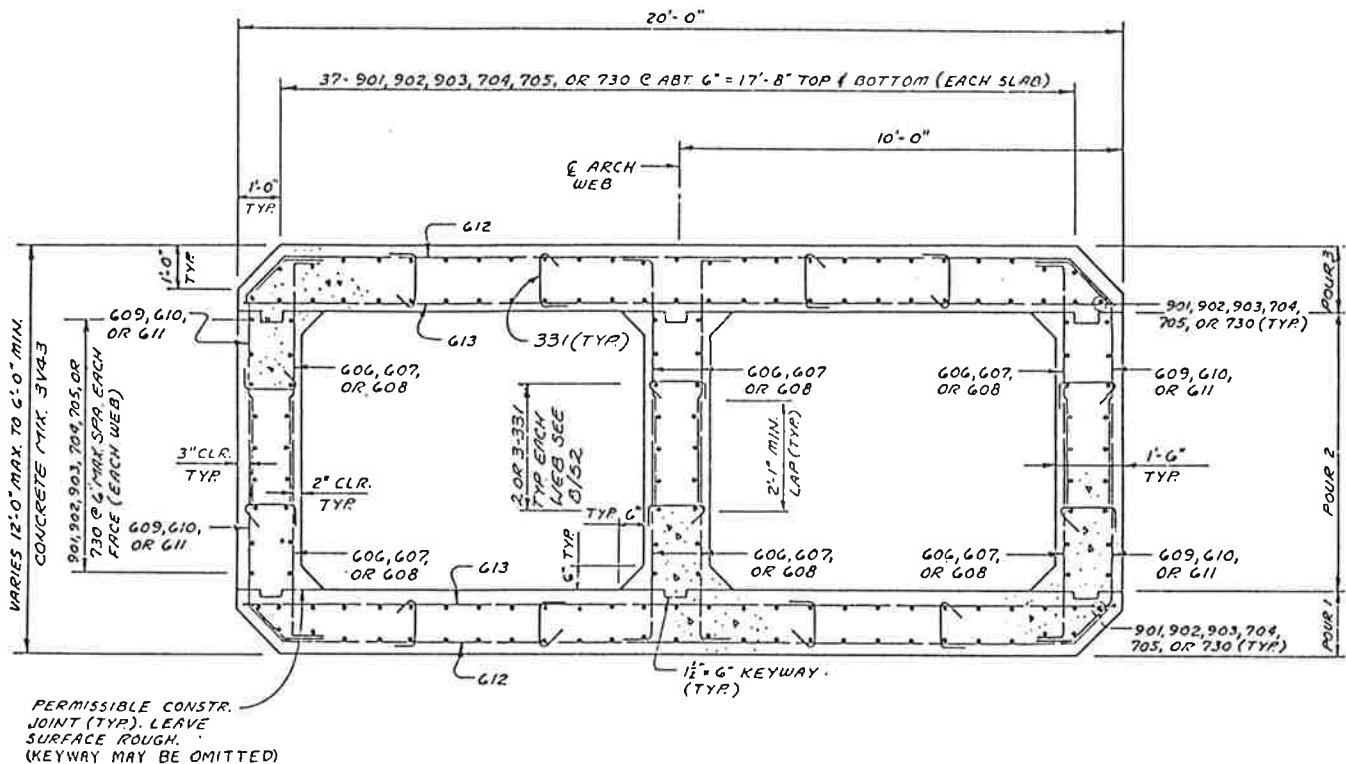 20'-0"
37-901,902,903,704,705, OR 730 @ ABT. 6" = 17'-8" TOP & BOTTOM (EACH SLAB)
10'-0"
℄ ARCH
WEB
1'-0"
TYP.
612
1'-0"
TYP.
POUR 3
609,610,
OR 611
613
331 (TYP.)
901,902,903,704,
705, OR 730 (TYP.)
606,607,
OR 608
606,607
OR 608
606,607,
OR 608
609,610,
OR 611
VARIES 12'-0" MAX. TO 6'-0" MIN.
CONCRETE MIX. 3V43
901,902,903,704,705,OR
730 @ 6" MAX. SPA. EACH
FACE (EACH WEB)
2 OR 3-331
TYP EACH
WEB SEE
B/52
2'-1" MIN.
LAP (TYP.)
3" CLR.
TYP.
2" CLR.
TYP.
1'-6"
TYP.
POUR 2
TYP. 6"
6" TYP.
609,610,
OR 611
606,607,
OR 608
613
606,607,
OR 608
606,607,
OR 608
609,610,
OR 611
POUR 1
901,902,903,704,
705, OR 730 (TYP.)
612
1½" × 6" KEYWAY
(TYP.)
PERMISSIBLE CONSTR.
JOINT (TYP.). LEAVE
SURFACE ROUGH.
(KEYWAY MAY BE OMITTED)